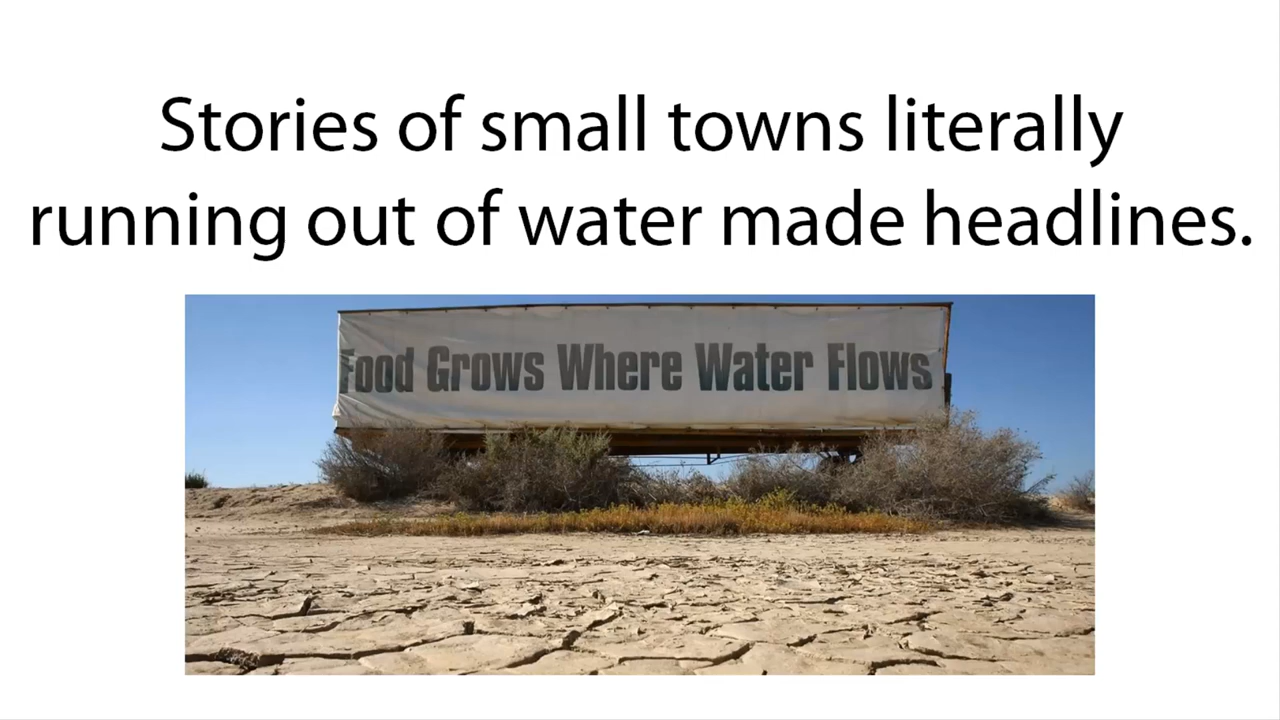 Stories of small towns literally
running out of water made headlines.
Food Grows Where Water Flows